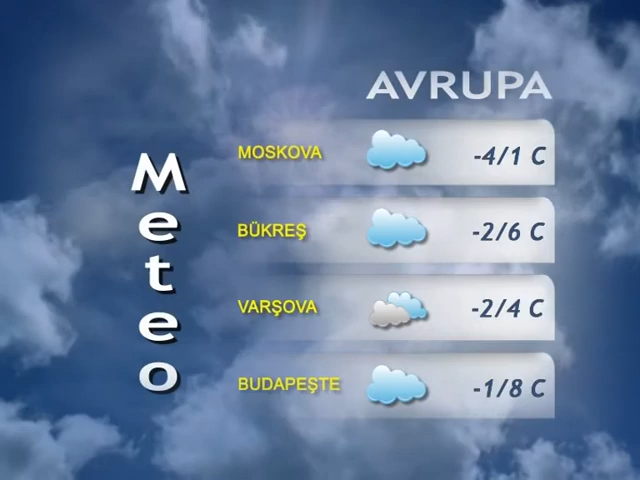 AVRUPA
Meteo
MOSKOVA -4/1 C
BÜKREŞ -2/6 C
VARŞOVA -2/4 C
BUDAPEŞTE -1/8 C